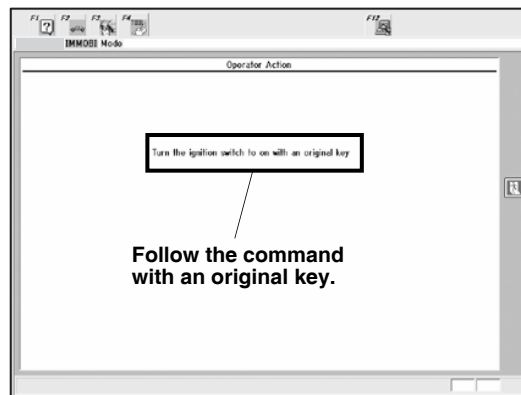 F1 F2 F3 F4 F12
IMMOBI Mode
Operator Action
Turn the ignition switch to on with an original key
Follow the command
with an original key.